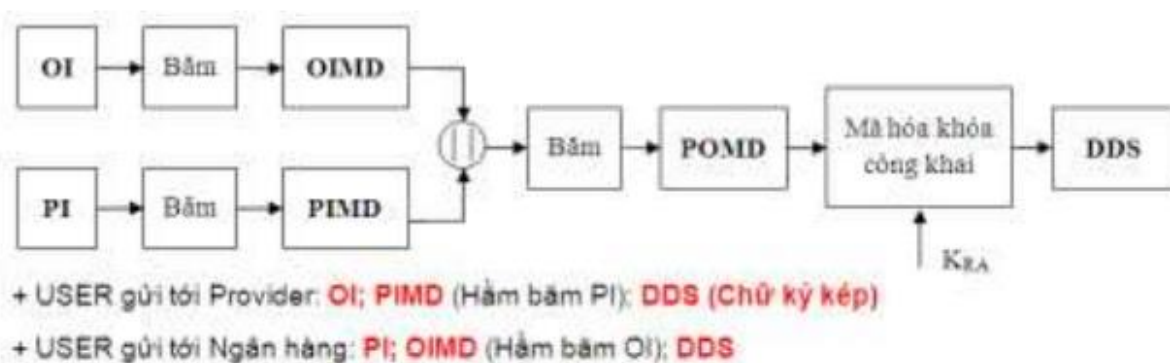 OI Băm OIMD
||
Băm POMD Mã hóa khóa công khai DDS
PI Băm PIMD
K_RA
+ USER gửi tới Provider: OI; PIMD (Hàm băm PI); DDS (Chữ ký kép)
+ USER gửi tới Ngân hàng: PI; OIMD (Hàm băm OI); DDS